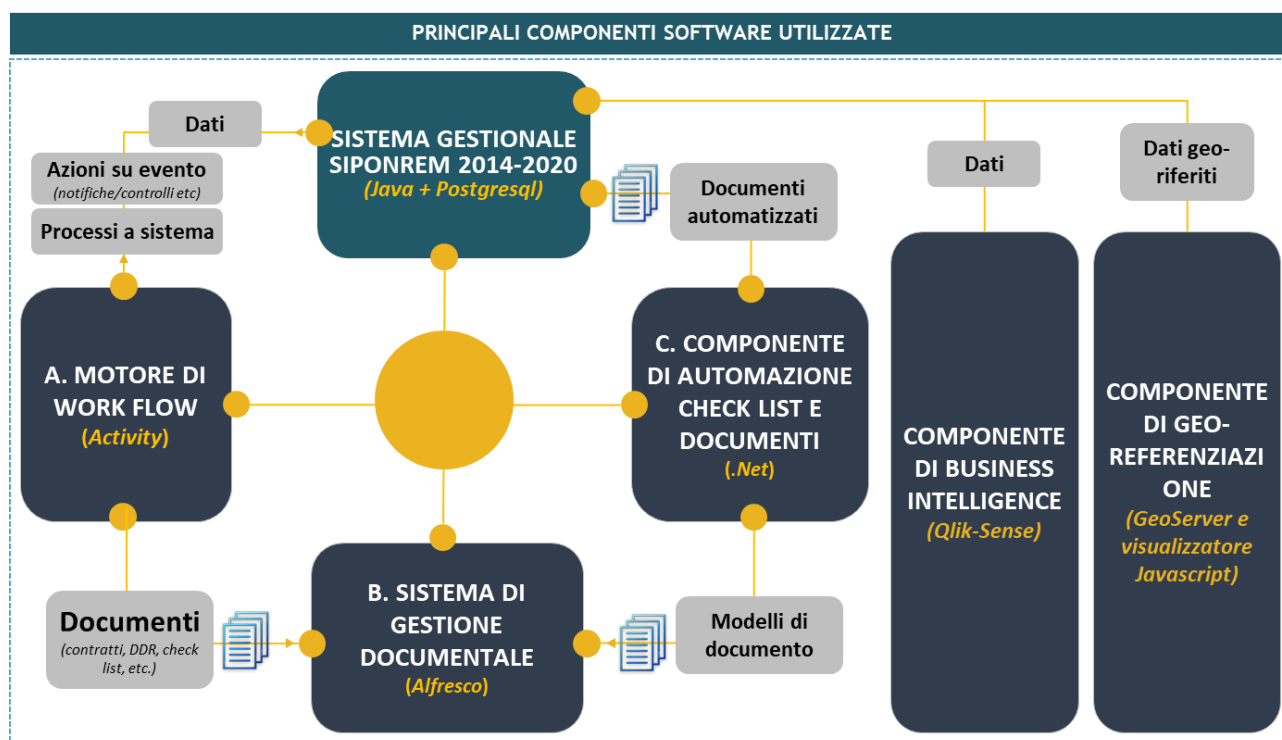 PRINCIPALI COMPONENTI SOFTWARE UTILIZZATE
SISTEMA GESTIONALE
SIPONREM 2014-2020
(Java + Postgresql)
Dati
Azioni su evento
(notifiche/controlli etc)
Processi a sistema
Documenti
automatizzati
Dati
Dati geo-
riferiti
A. MOTORE DI
WORK FLOW
(Activity)
C. COMPONENTE
DI AUTOMAZIONE
CHECK LIST E
DOCUMENTI
(.Net)
COMPONENTE
DI BUSINESS
INTELLIGENCE
(Qlik-Sense)
COMPONENTE
DI GEO-
REFERENZIAZI
ONE
(GeoServer e
visualizzatore
Javascript)
Documenti
(contratti, DDR, check
list, etc.)
B. SISTEMA DI
GESTIONE
DOCUMENTALE
(Alfresco)
Modelli di
documento